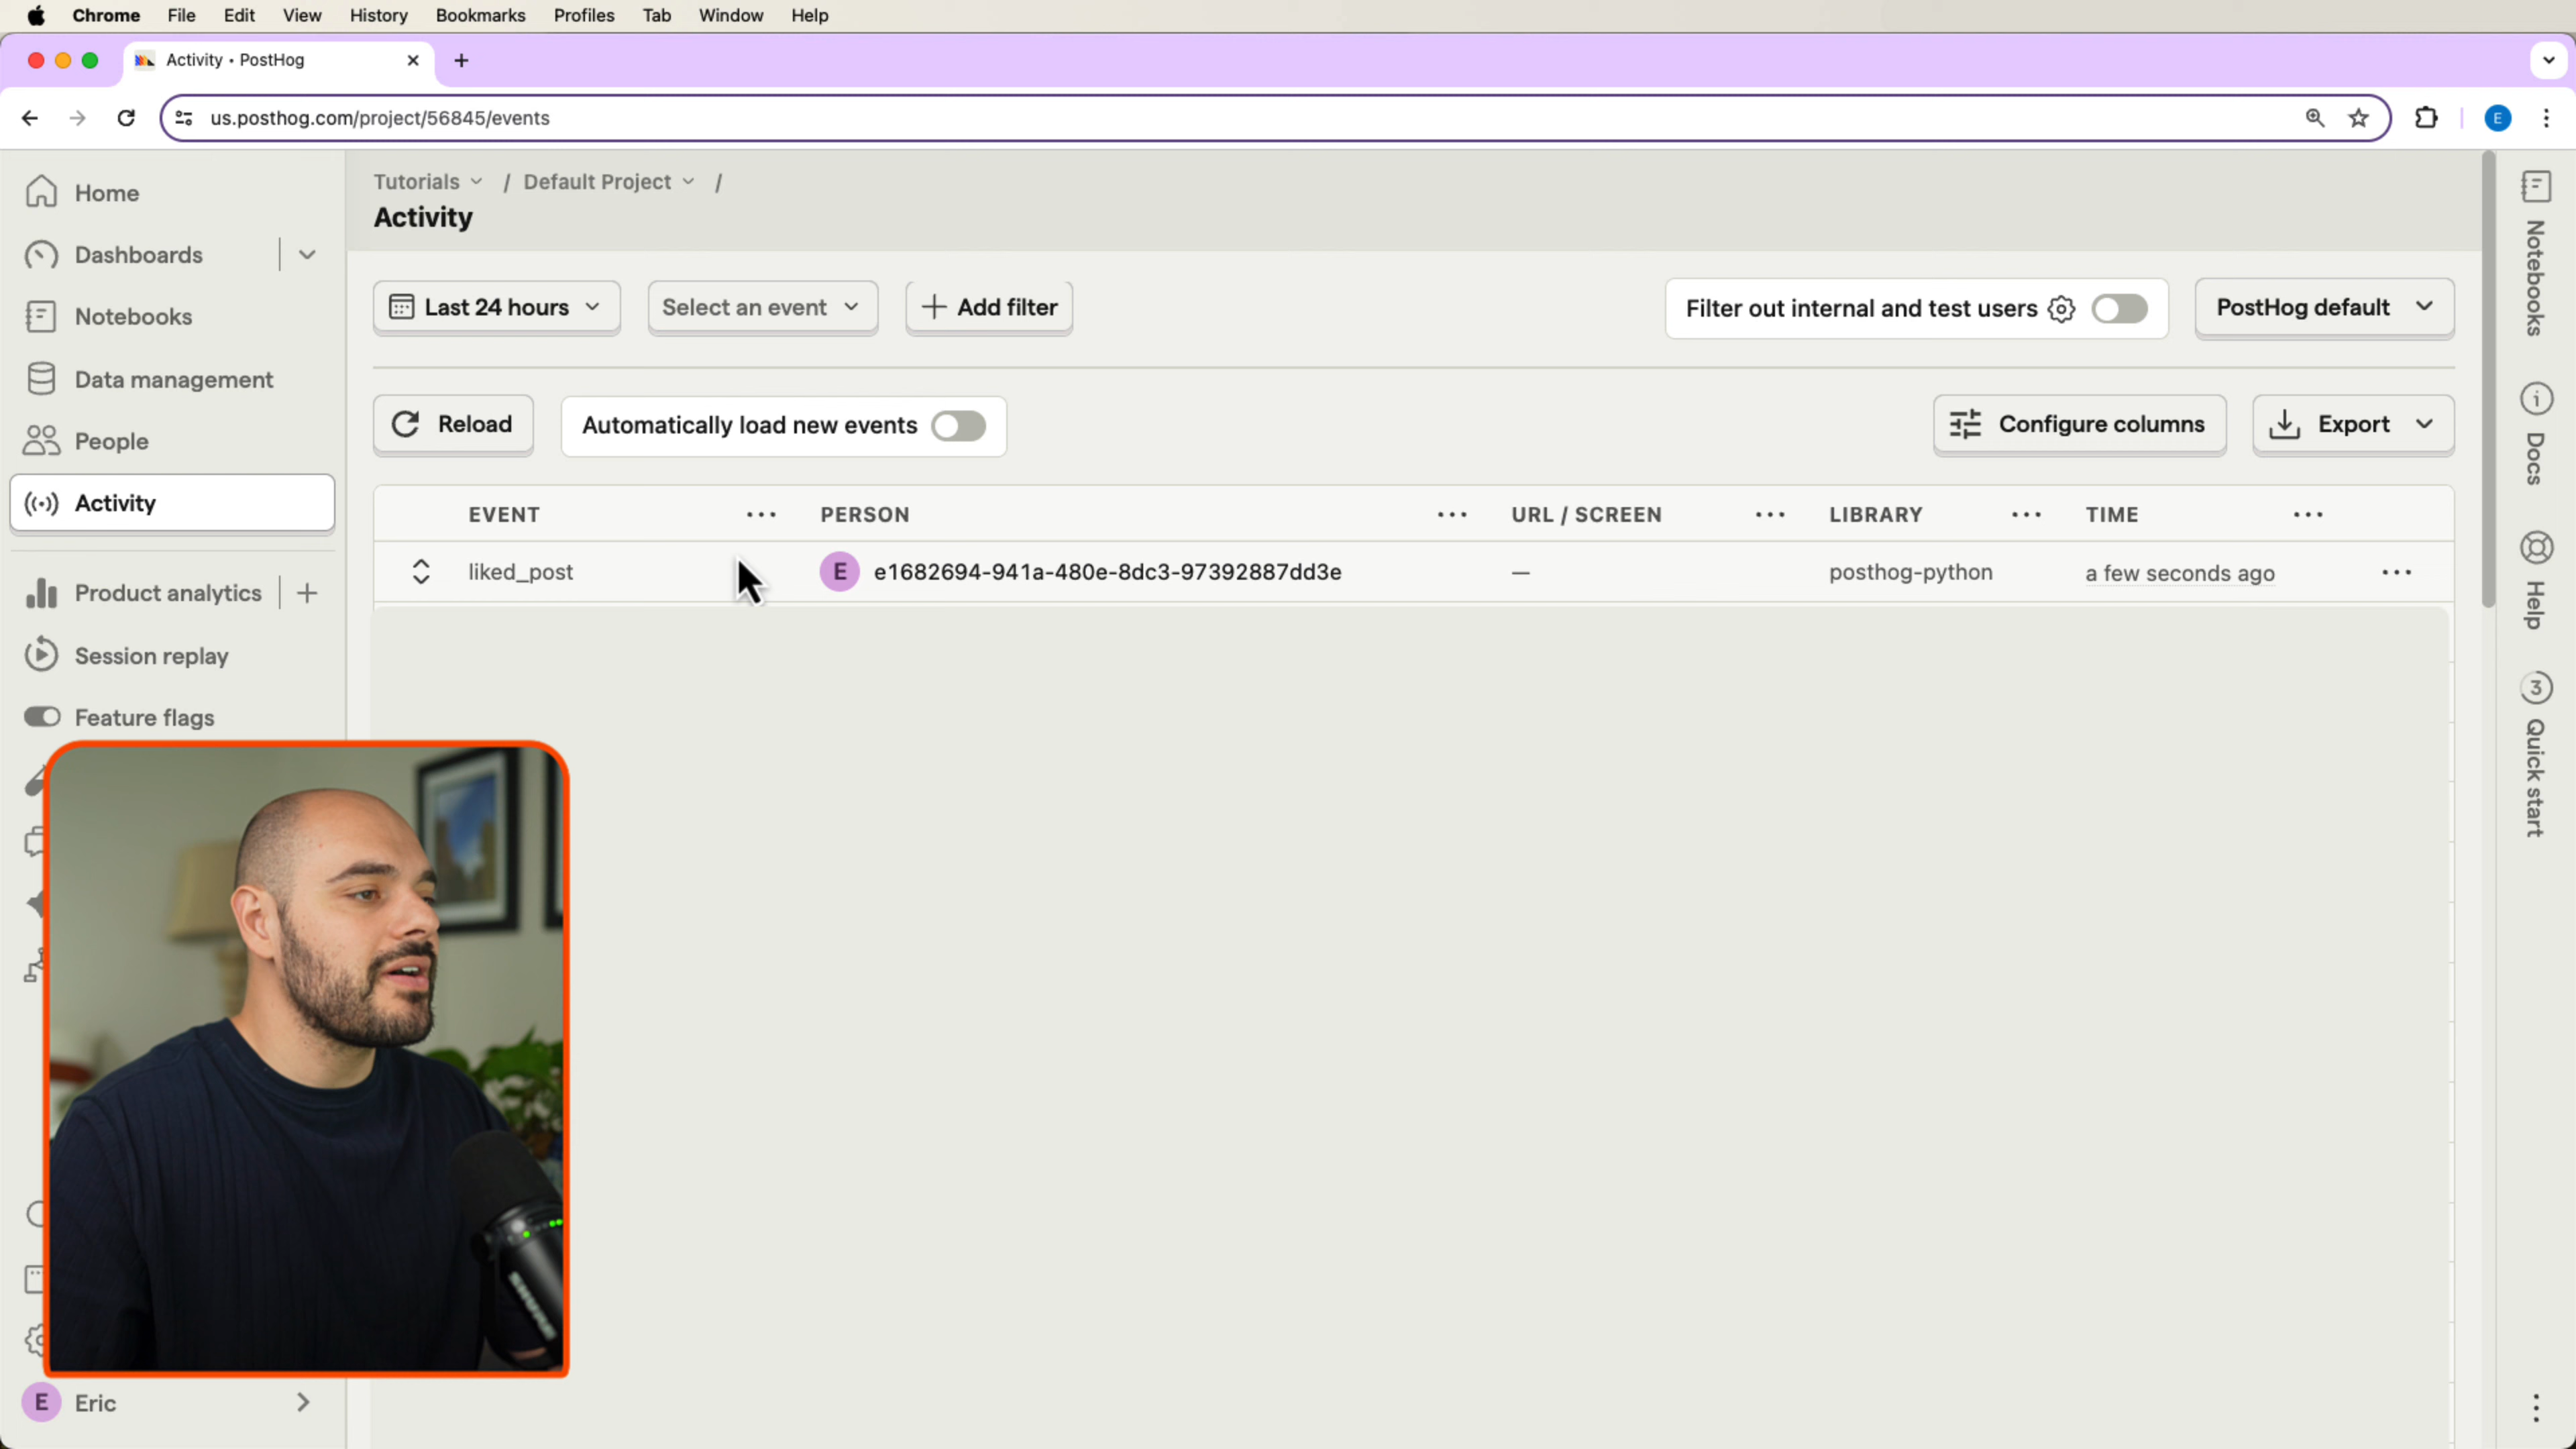 Chrome File Edit View History Bookmarks Profiles Tab Window Help
Activity • PostHog
us.posthog.com/project/56845/events
E
Home
Dashboards
Notebooks
Data management
People
Activity
Product analytics
Session replay
Feature flags
E Eric
Tutorials / Default Project /
Activity
Last 24 hours
Select an event
Add filter
Filter out internal and test users
PostHog default
Reload
Automatically load new events
Configure columns
Export
EVENT PERSON URL / SCREEN LIBRARY TIME
liked_post E e1682694-941a-480e-8dc3-97392887dd3e — posthog-python a few seconds ago
Notebooks
Docs
Help
3 Quick start
SHURE